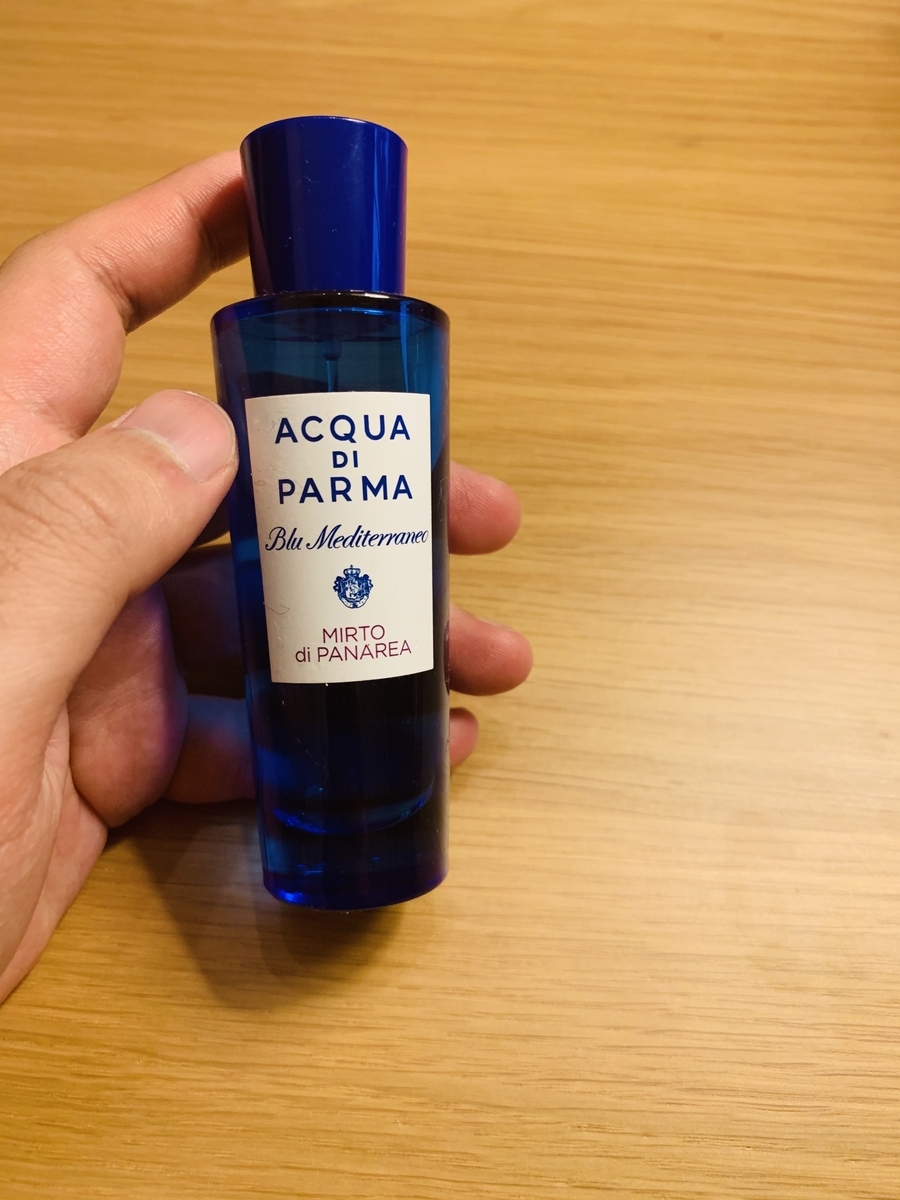 ACQUA
DI
PARMA
Blu Mediterraneo
MIRTO
di PANAREA